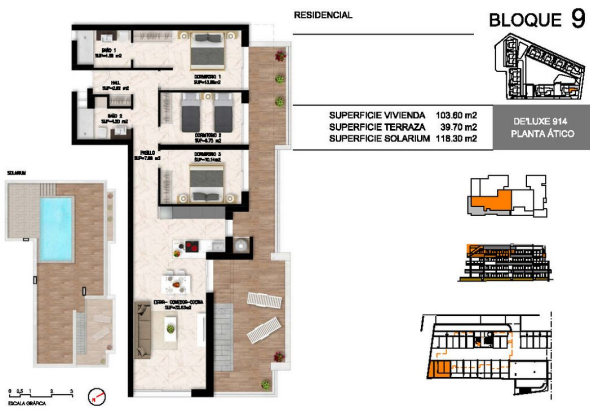 RESIDENCIAL
BLOQUE 9
SUPERFICIE VIVIENDA 103.60 m2
SUPERFICIE TERRAZA 39.70 m2
SUPERFICIE SOLARIUM 118.30 m2
DE'LUXE 914
PLANTA ÁTICO
BAÑO 1
HALL
BAÑO 2
DORMITORIO 1
DORMITORIO 2
DORMITORIO 3
PASILLO
ESTAR- COMEDOR-COCINA
SOLARIUM
ESCALA GRÁFICA